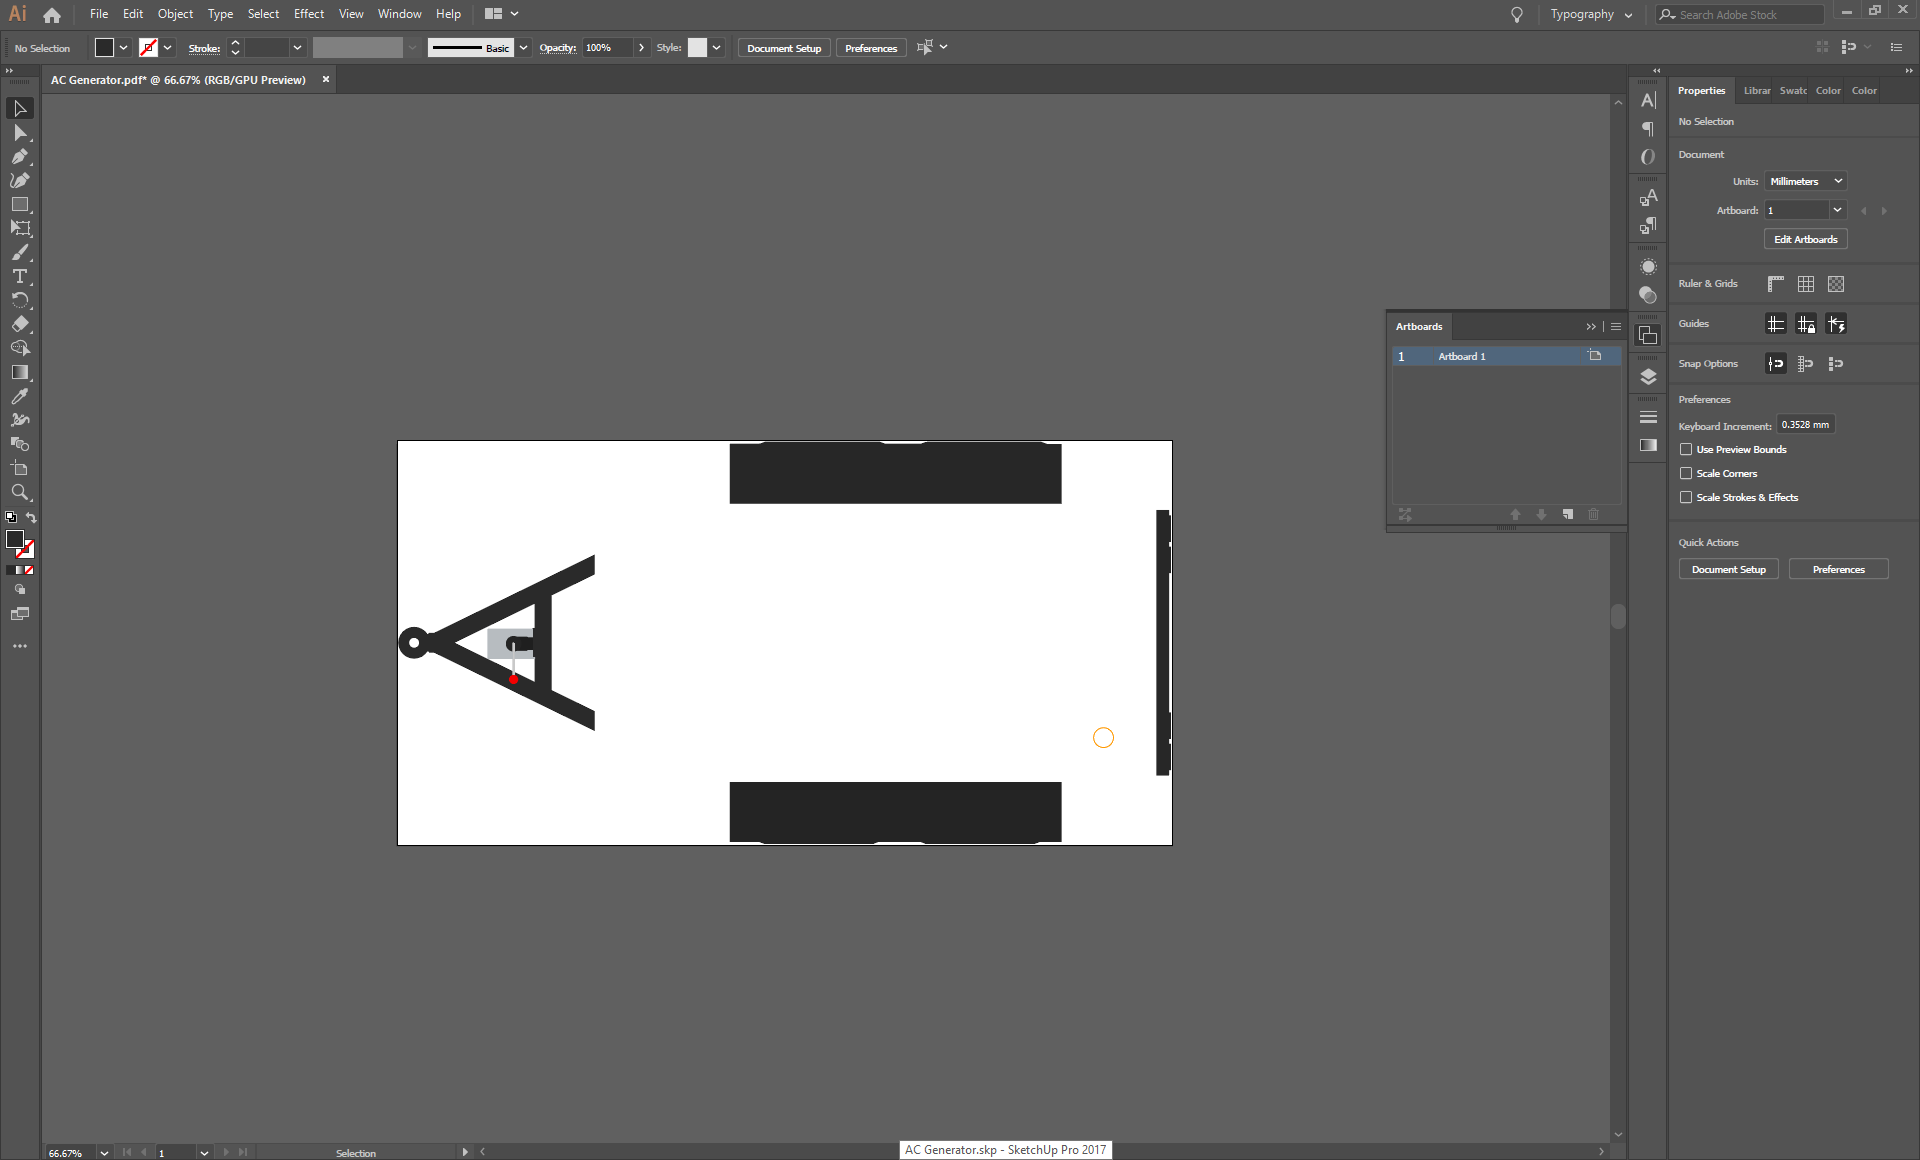 Ai File Edit Object Type Select Effect View Window Help Typography Search Adobe Stock
No Selection Stroke: Basic Opacity: 100% Style: Document Setup Preferences
AC Generator.pdf* @ 66.67% (RGB/GPU Preview) ×
Properties Librar Swatc Color Color
No Selection
Document
Units: Millimeters
Artboard: 1
Edit Artboards
Ruler & Grids
Guides
Snap Options
Preferences
Keyboard Increment: 0.3528 mm
Use Preview Bounds
Scale Corners
Scale Strokes & Effects
Quick Actions
Document Setup Preferences
Artboards
1 Artboard 1
66.67% 1 Selection
AC Generator.skp - SketchUp Pro 2017